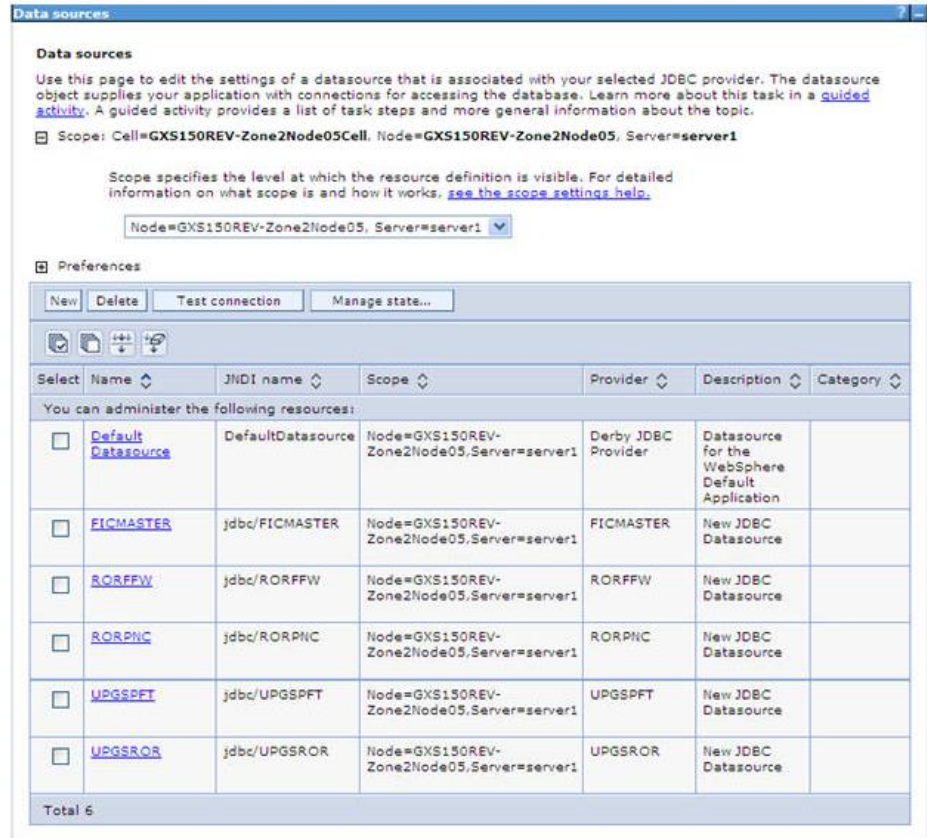 Data sources
? _
Data sources
Use this page to edit the settings of a datasource that is associated with your selected JDBC provider. The datasource
object supplies your application with connections for accessing the database. Learn more about this task in a guided
activity. A guided activity provides a list of task steps and more general information about the topic.
Scope: Cell=GXS150REV-Zone2Node05Cell, Node=GXS150REV-Zone2Node05, Server=server1
Scope specifies the level at which the resource definition is visible. For detailed
information on what scope is and how it works, see the scope settings help.
Node=GXS150REV-Zone2Node05, Server=server1
Preferences
New Delete Test connection Manage state...
Select Name JNDI name Scope Provider Description Category
You can administer the following resources:
Default DefaultDatasource Node=GXS150REV- Derby JDBC Datasource
Datasource Zone2Node05,Server=server1 Provider for the
WebSphere
Default
Application
FICMASTER jdbc/FICMASTER Node=GXS150REV- FICMASTER New JDBC
Zone2Node05,Server=server1 Datasource
RORFFW jdbc/RORFFW Node=GXS150REV- RORFFW New JDBC
Zone2Node05,Server=server1 Datasource
RORPNC jdbc/RORPNC Node=GXS150REV- RORPNC New JDBC
Zone2Node05,Server=server1 Datasource
UPGSPFT jdbc/UPGSPFT Node=GXS150REV- UPGSPFT New JDBC
Zone2Node05,Server=server1 Datasource
UPGSROR jdbc/UPGSROR Node=GXS150REV- UPGSROR New JDBC
Zone2Node05,Server=server1 Datasource
Total 6